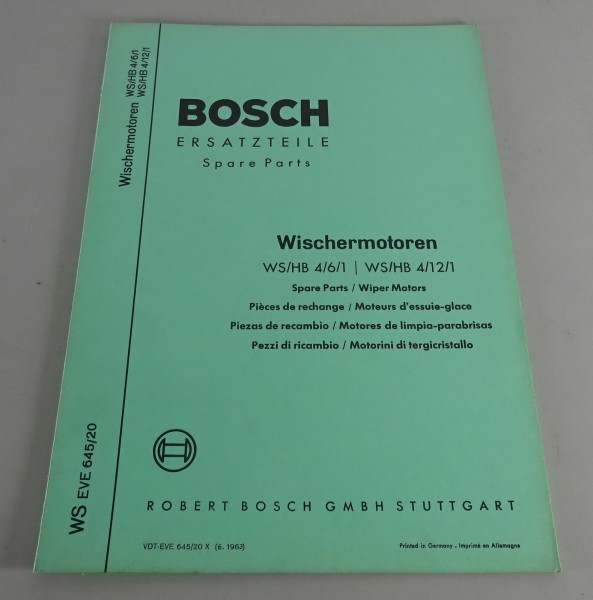 Wischermotoren WS/HB 4/6/1
WS/HB 4/12/1
BOSCH
ERSATZTEILE
Spare Parts
Wischermotoren
WS/HB 4/6/1 | WS/HB 4/12/1
Spare Parts / Wiper Motors
Pièces de rechange / Moteurs d'essuie-glace
Piezas de recambio / Motores de limpia-parabrisas
Pezzi di ricambio / Motorini di tergicristallo
WS EVE 645/20
ROBERT BOSCH GMBH STUTTGART
VDT-EVE 645/20 X (6. 1963)
Printed in Germany - Imprimé en Allemagne